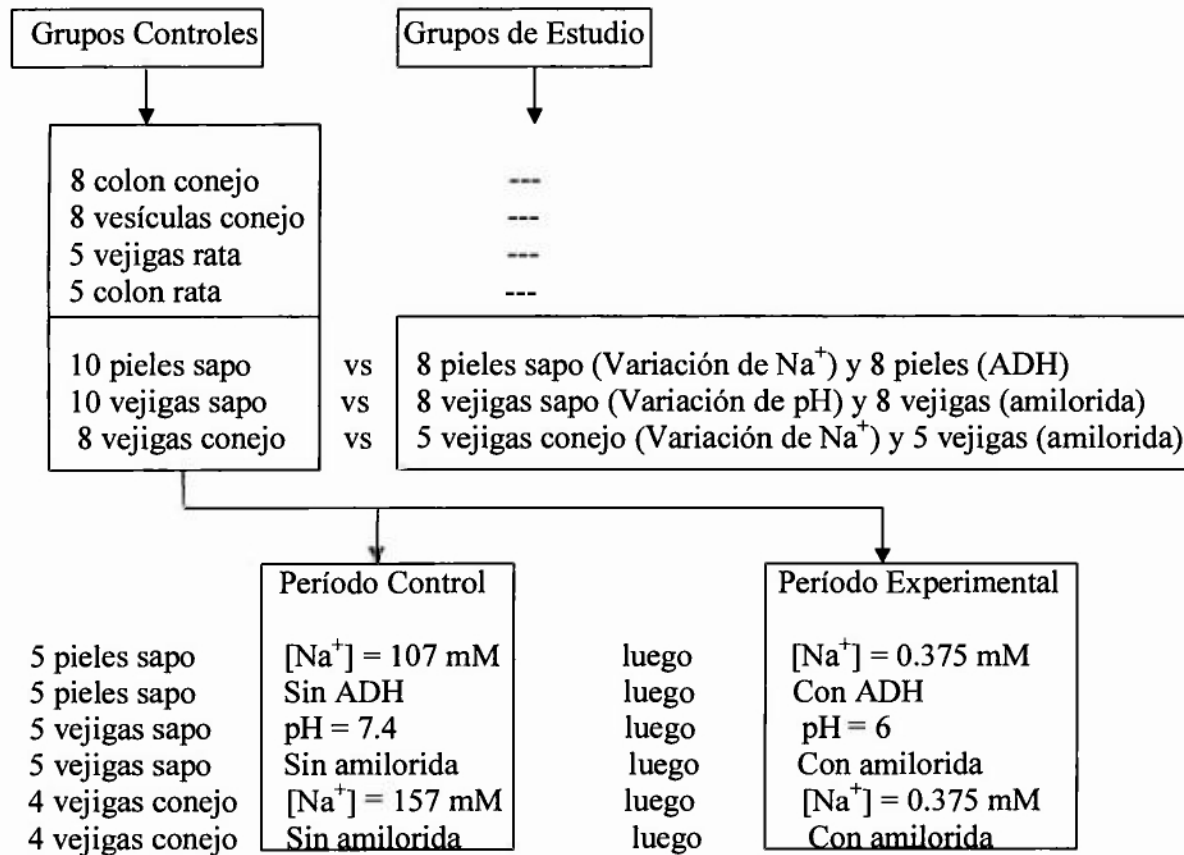 Grupos Controles
Grupos de Estudio
8 colon conejo ---
8 vesículas conejo ---
5 vejigas rata ---
5 colon rata ---
10 pieles sapo vs 8 pieles sapo (Variación de Na⁺) y 8 pieles (ADH)
10 vejigas sapo vs 8 vejigas sapo (Variación de pH) y 8 vejigas (amilorida)
8 vejigas conejo vs 5 vejigas conejo (Variación de Na⁺) y 5 vejigas (amilorida)
Período Control Período Experimental
5 pieles sapo [Na⁺] = 107 mM luego [Na⁺] = 0.375 mM
5 pieles sapo Sin ADH luego Con ADH
5 vejigas sapo pH = 7.4 luego pH = 6
5 vejigas sapo Sin amilorida luego Con amilorida
4 vejigas conejo [Na⁺] = 157 mM luego [Na⁺] = 0.375 mM
4 vejigas conejo Sin amilorida luego Con amilorida